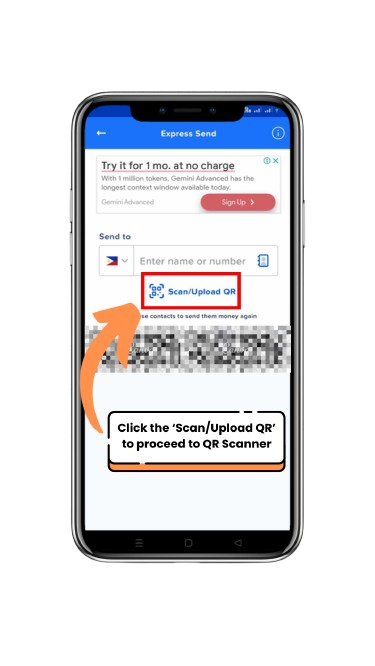 Express Send
Try it for 1 mo. at no charge
With 1 million tokens, Gemini Advanced has the
longest context window available today.
Gemini Advanced
Sign Up
Send to
Enter name or number
Scan/Upload QR
se contacts to send them money again
Click the ‘Scan/Upload QR’
to proceed to QR Scanner